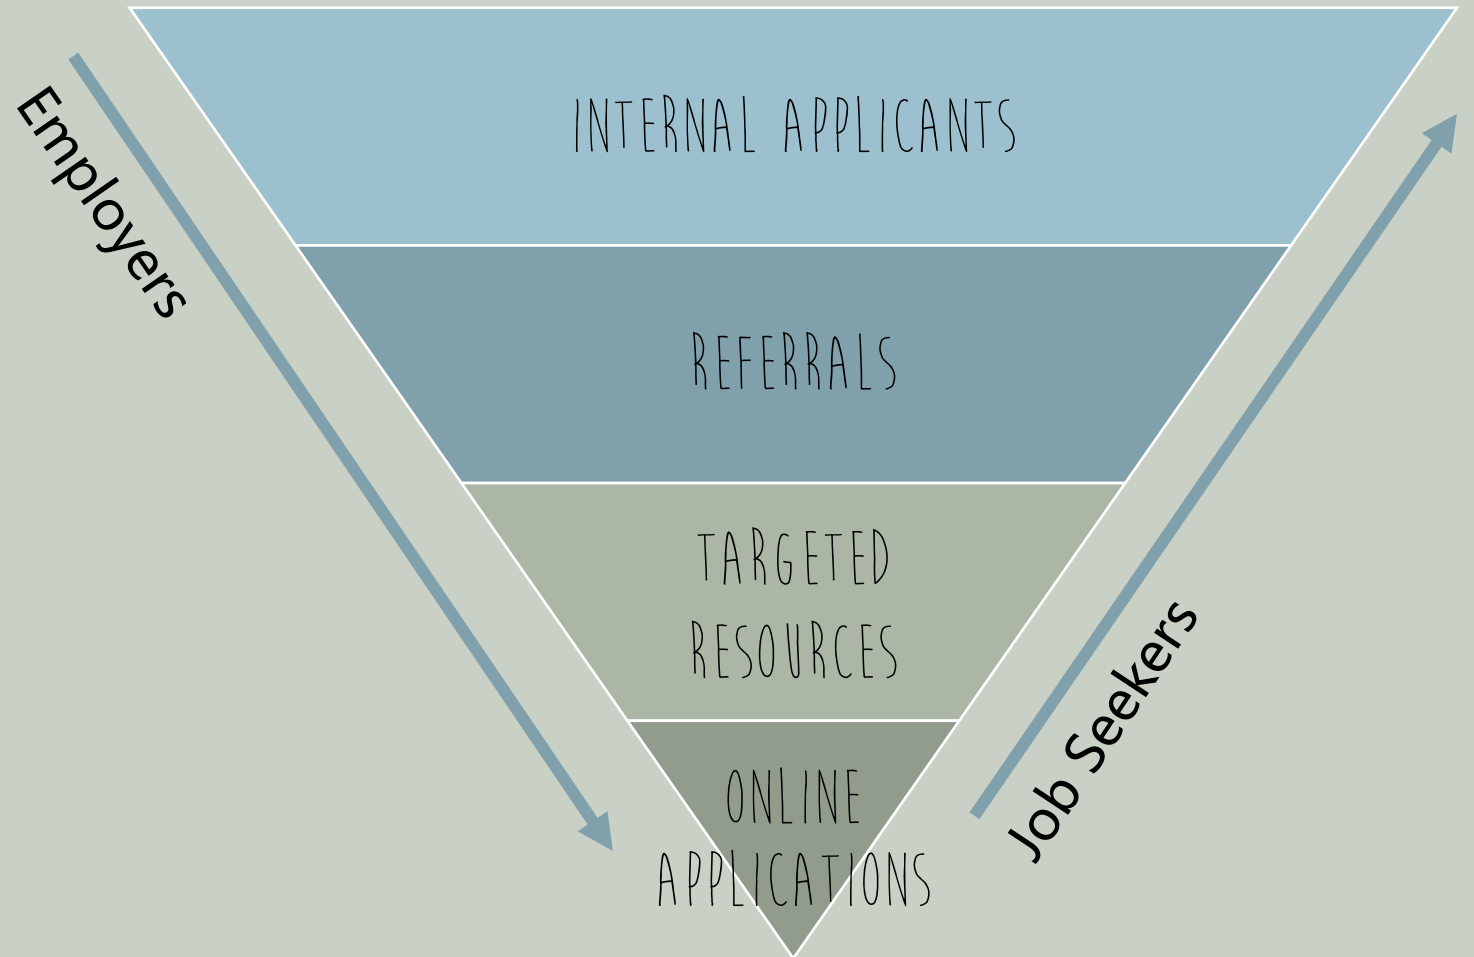 INTERNAL APPLICANTS
Employers
REFERRALS
TARGETED
RESOURCES
Job Seekers
ONLINE
APPLICATIONS